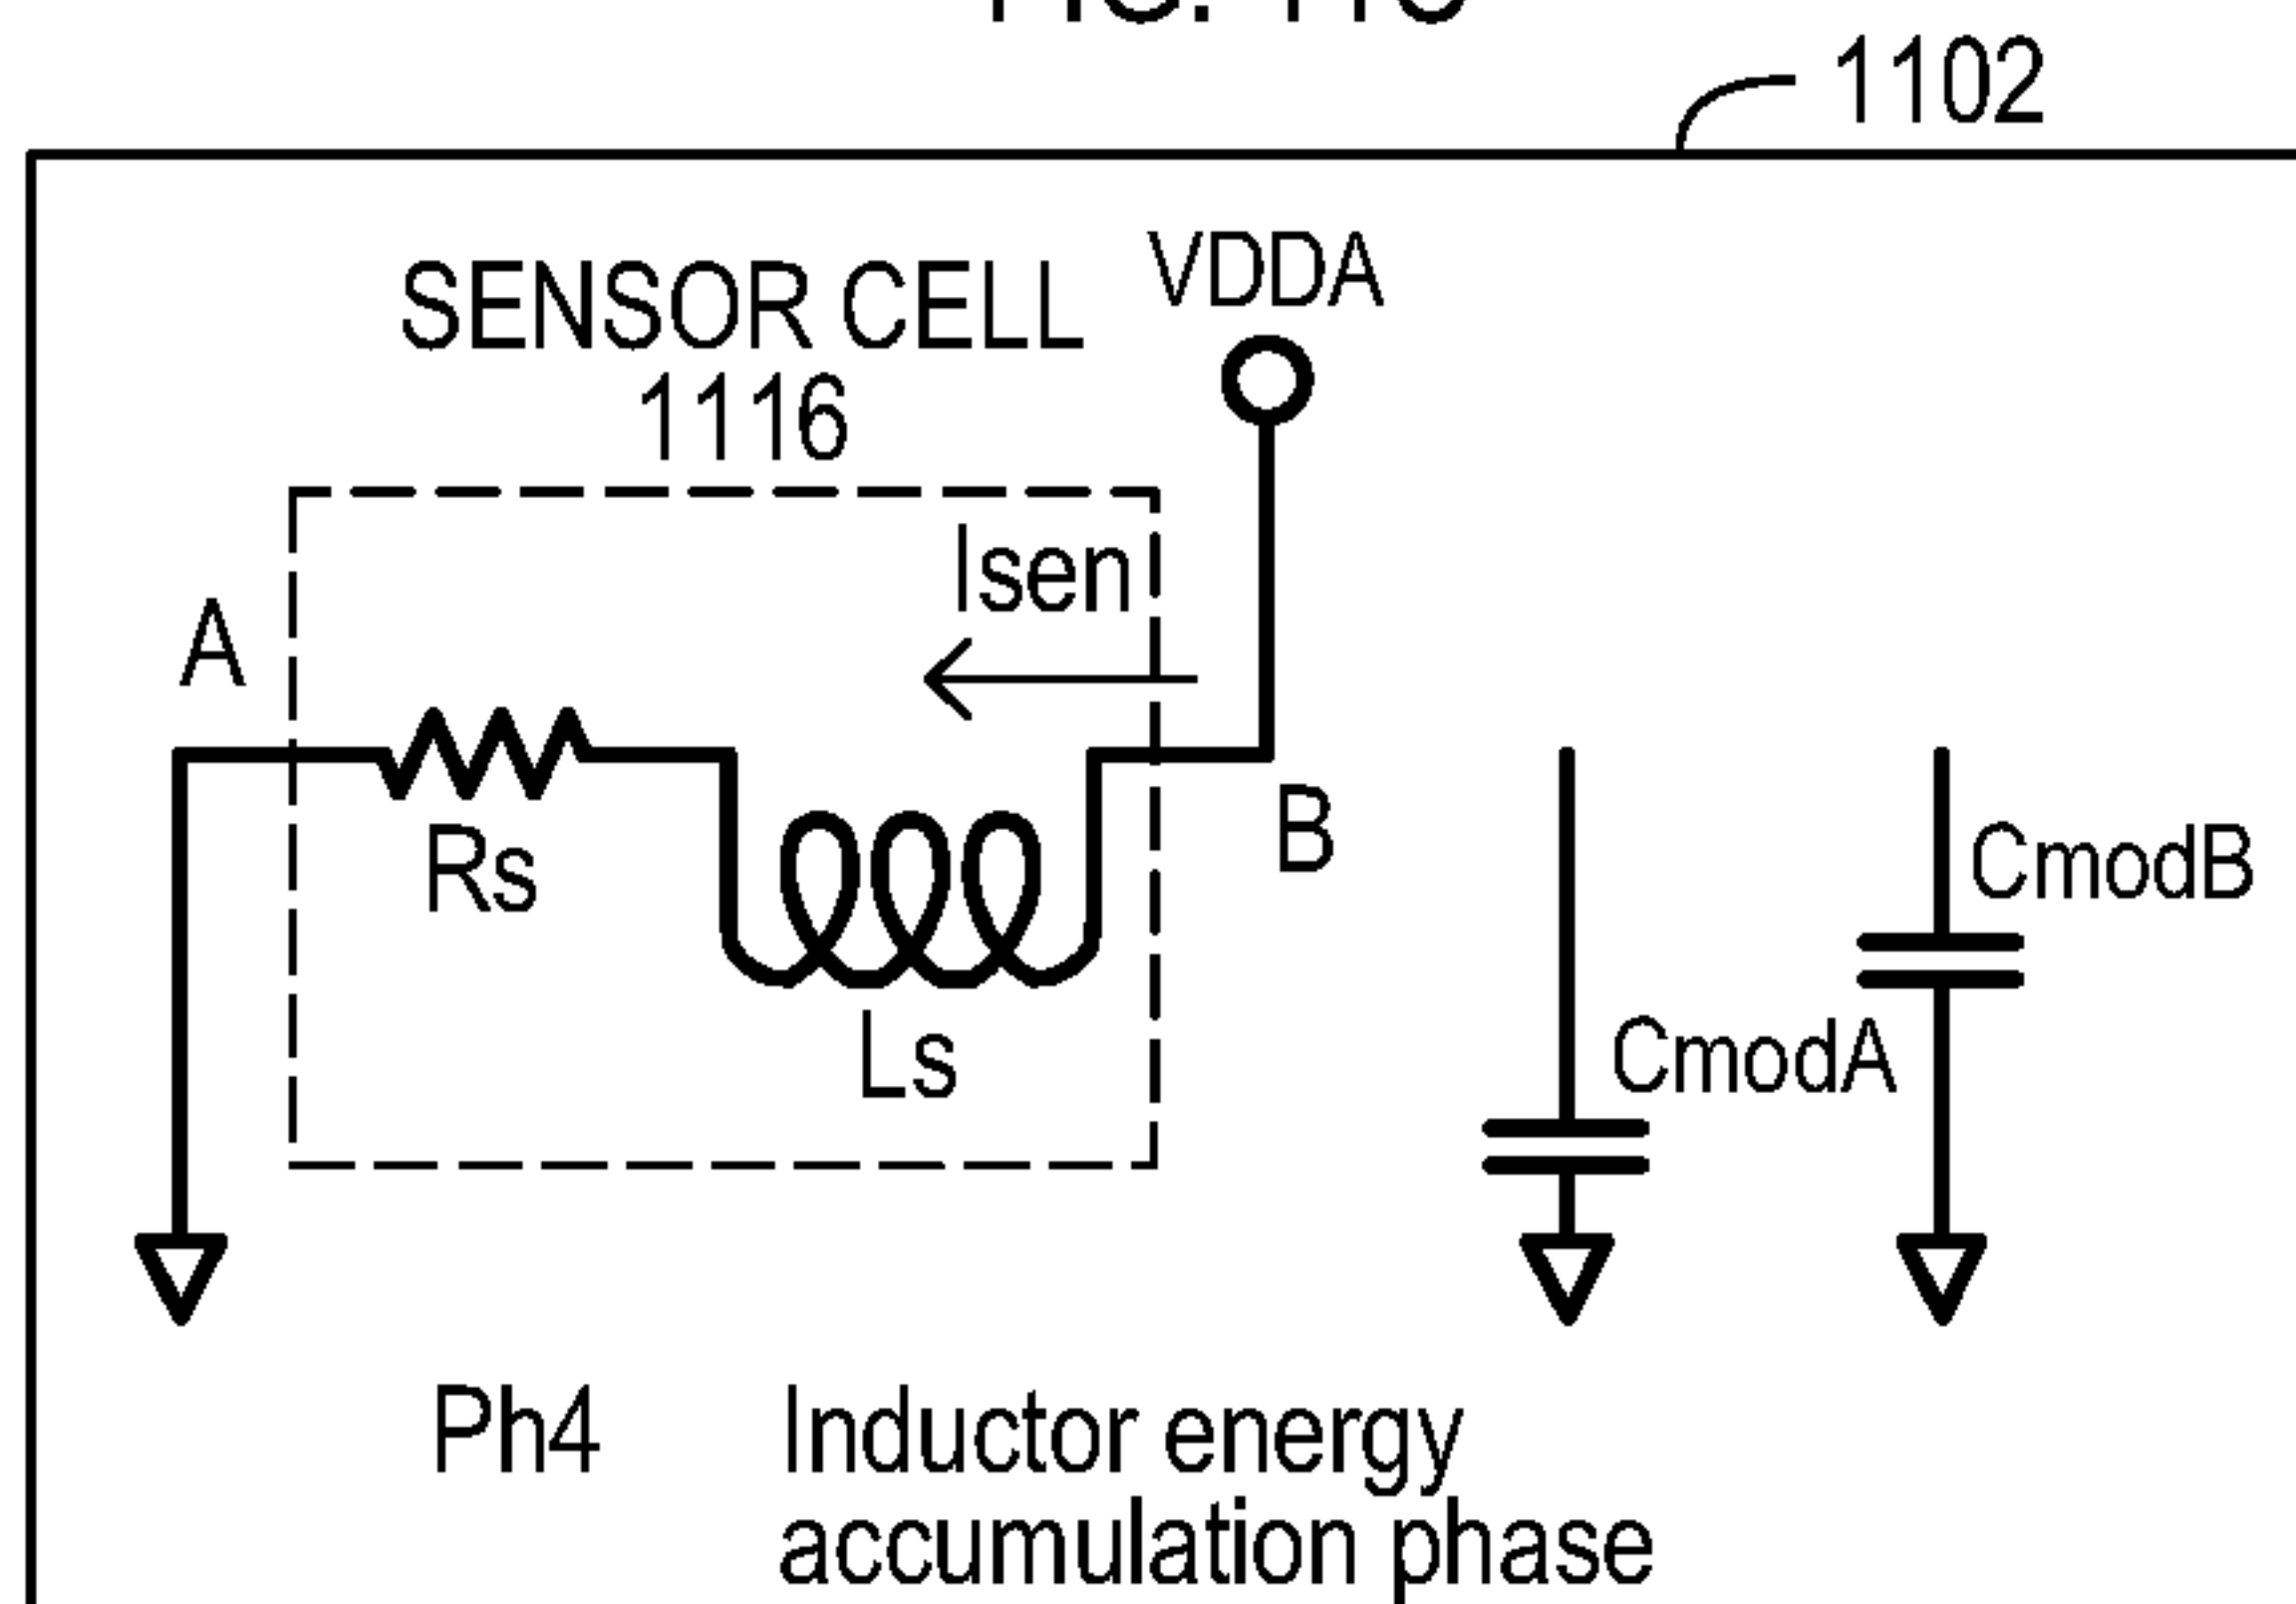 1102
VDDA
SENSOR CELL
1116
Isen
A
B
Rs
Ls
CmodB
CmodA
Ph4 Inductor energy
accumulation phase